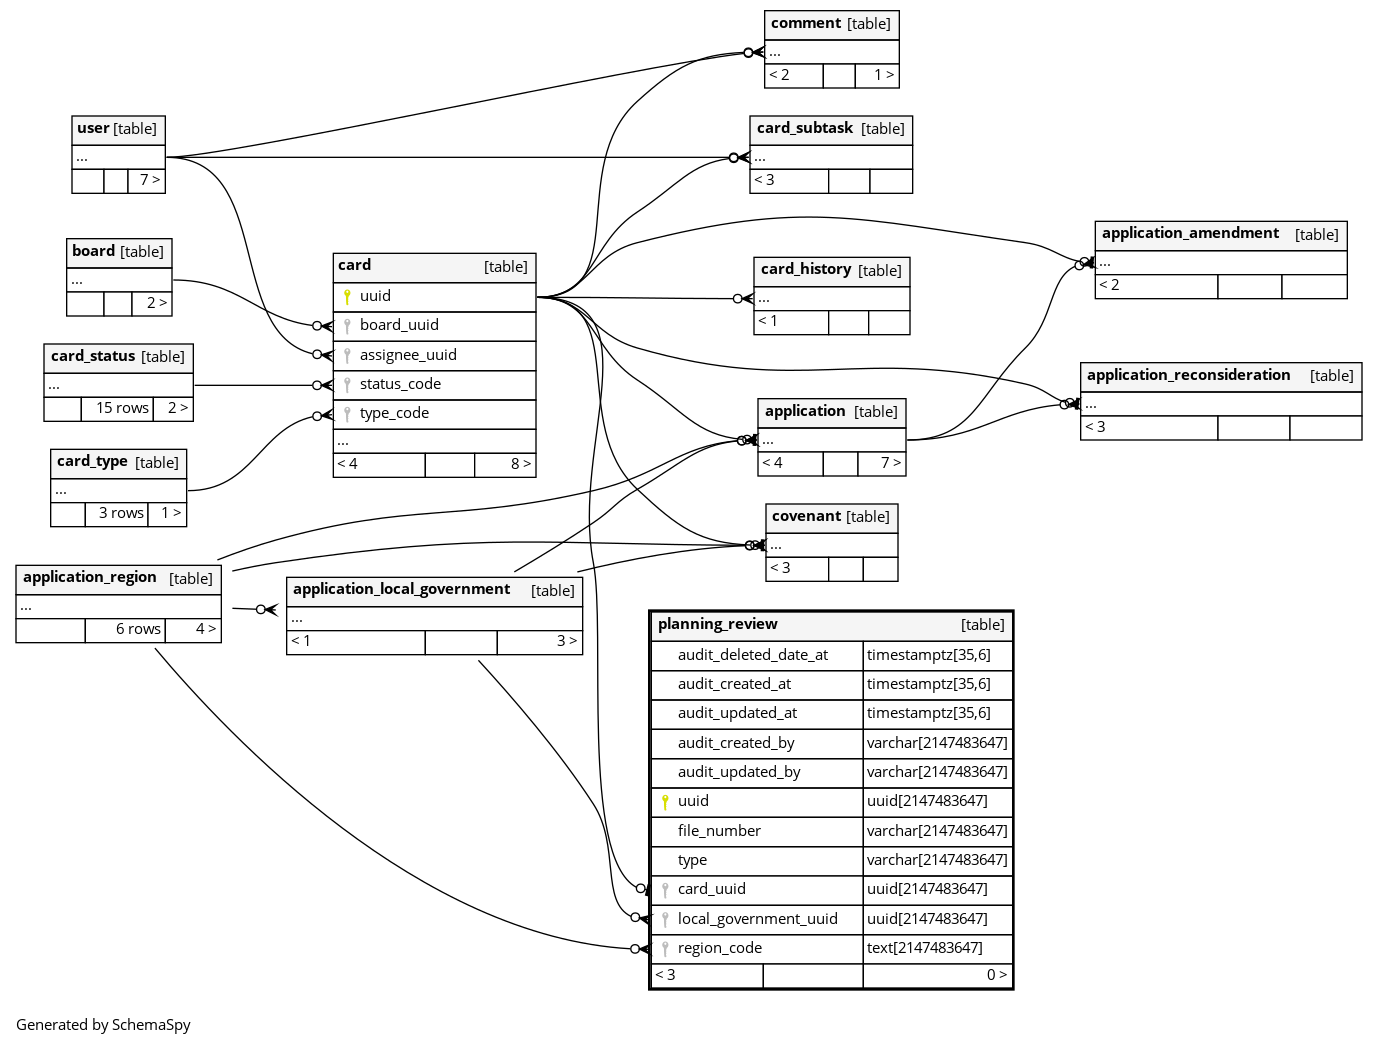 comment [table]
...
< 2 1 >
user [table]
...
7 >
card_subtask [table]
...
< 3
application_amendment [table]
...
< 2
board [table]
...
2 >
card [table]
uuid
board_uuid
assignee_uuid
status_code
type_code
...
< 4 8 >
card_history [table]
...
< 1
card_status [table]
...
15 rows 2 >
application_reconsideration [table]
...
< 3
application [table]
...
< 4 7 >
card_type [table]
...
3 rows 1 >
covenant [table]
...
< 3
application_region [table]
...
6 rows 4 >
application_local_government [table]
...
< 1 3 >
planning_review [table]
audit_deleted_date_at timestamptz[35,6]
audit_created_at timestamptz[35,6]
audit_updated_at timestamptz[35,6]
audit_created_by varchar[2147483647]
audit_updated_by varchar[2147483647]
uuid uuid[2147483647]
file_number varchar[2147483647]
type varchar[2147483647]
card_uuid uuid[2147483647]
local_government_uuid uuid[2147483647]
region_code text[2147483647]
< 3 0 >
Generated by SchemaSpy